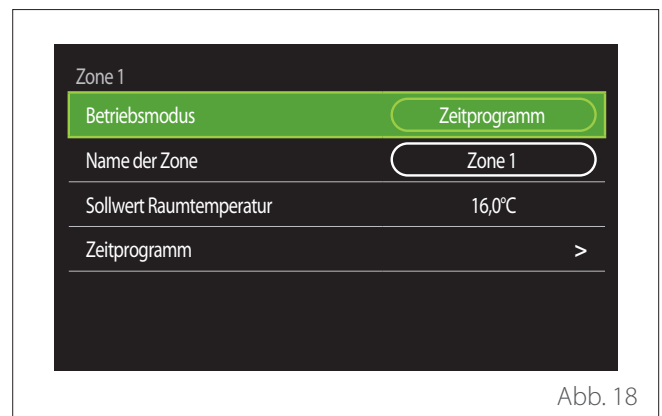 Zone 1
Betriebsmodus Zeitprogramm
Name der Zone Zone 1
Sollwert Raumtemperatur 16,0°C
Zeitprogramm >
Abb. 18